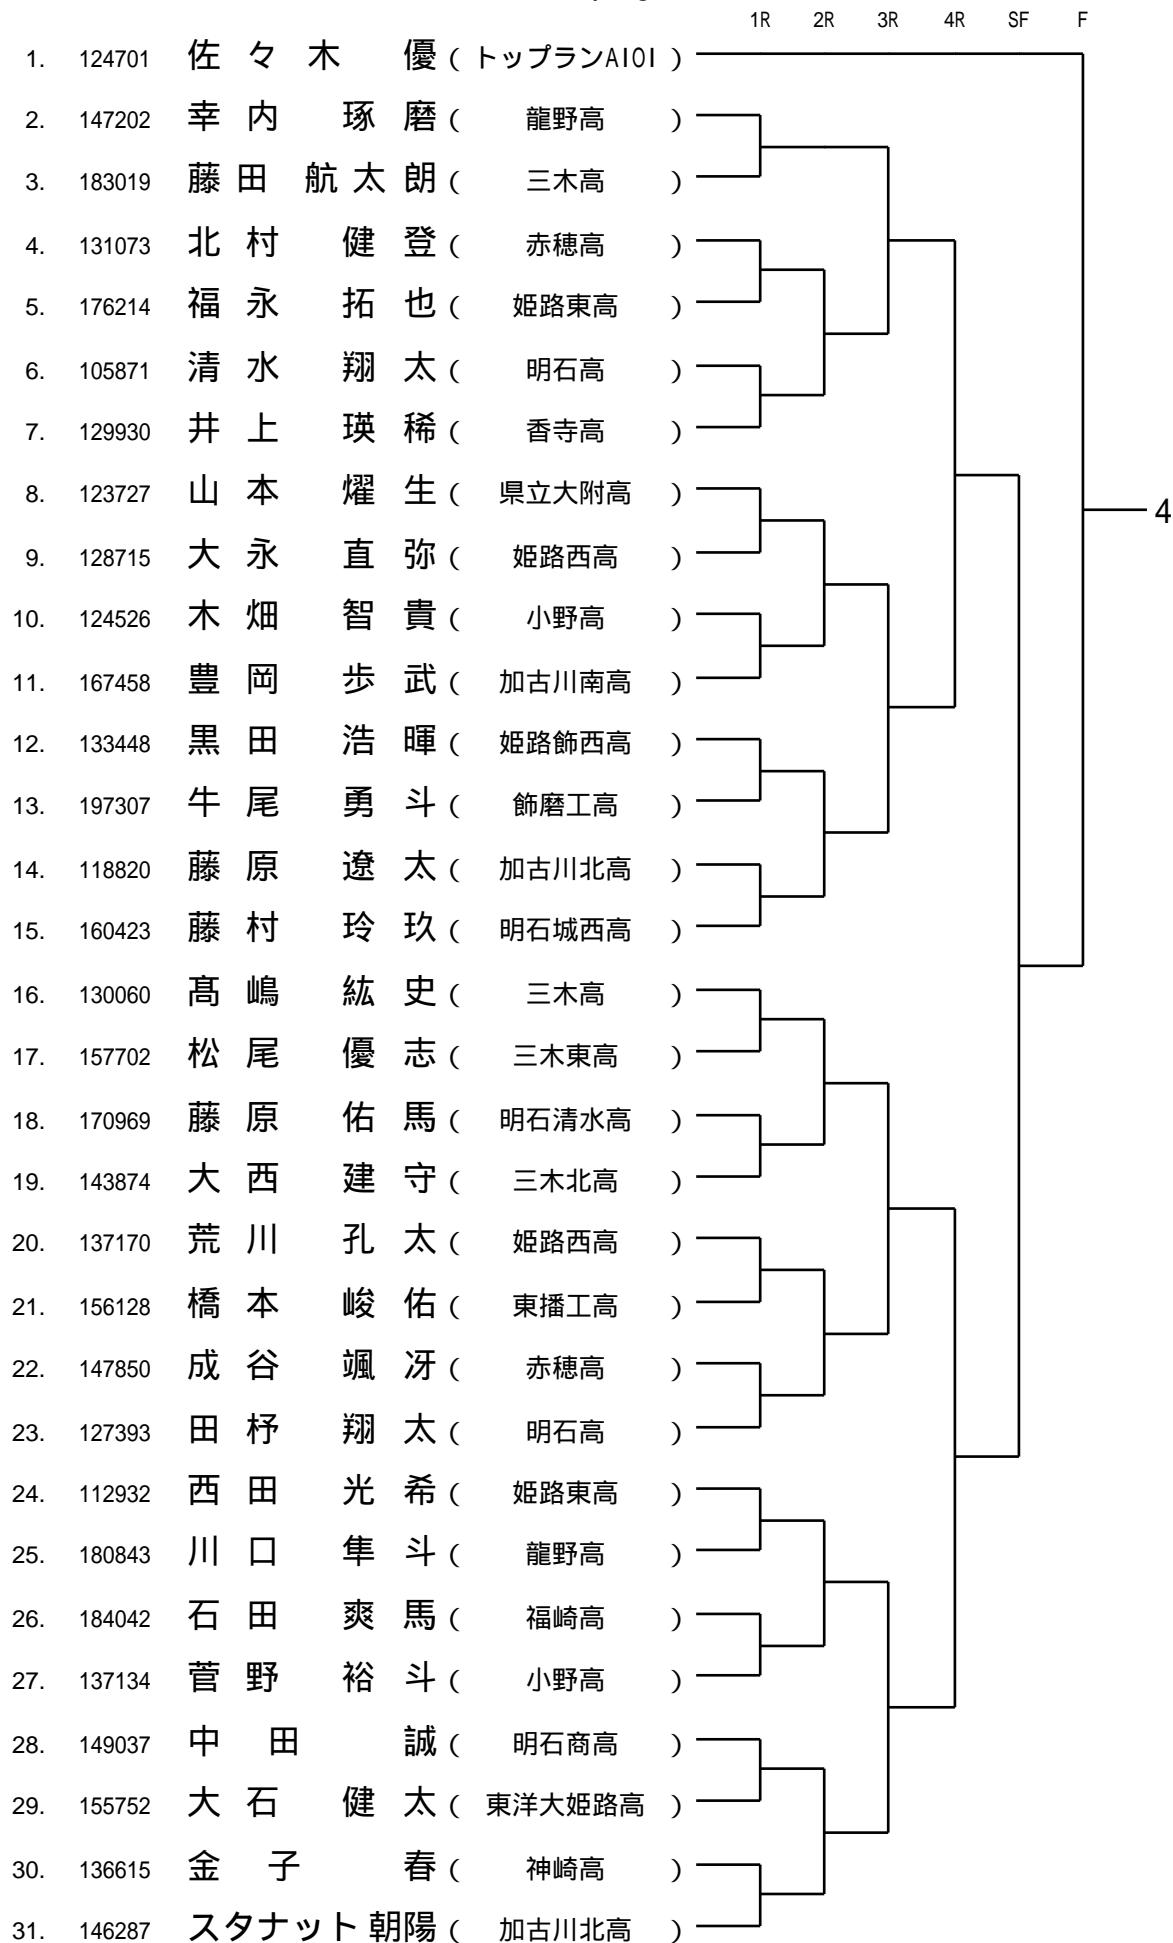 1R 2R 3R 4R SF F
1. 124701 佐々木 優 ( トップランAIOI )
2. 147202 幸内 琢磨 ( 龍野高 )
3. 183019 藤田 航太朗 ( 三木高 )
4. 131073 北村 健登 ( 赤穂高 )
5. 176214 福永 拓也 ( 姫路東高 )
6. 105871 清水 翔太 ( 明石高 )
7. 129930 井上 瑛稀 ( 香寺高 )
8. 123727 山本 燿生 ( 県立大附高 )
9. 128715 大永 直弥 ( 姫路西高 )
4
10. 124526 木畑 智貴 ( 小野高 )
11. 167458 豊岡 歩武 ( 加古川南高 )
12. 133448 黒田 浩暉 ( 姫路飾西高 )
13. 197307 牛尾 勇斗 ( 飾磨工高 )
14. 118820 藤原 遼太 ( 加古川北高 )
15. 160423 藤村 玲玖 ( 明石城西高 )
16. 130060 髙嶋 紘史 ( 三木高 )
17. 157702 松尾 優志 ( 三木東高 )
18. 170969 藤原 佑馬 ( 明石清水高 )
19. 143874 大西 建守 ( 三木北高 )
20. 137170 荒川 孔太 ( 姫路西高 )
21. 156128 橋本 峻佑 ( 東播工高 )
22. 147850 成谷 颯冴 ( 赤穂高 )
23. 127393 田杼 翔太 ( 明石高 )
24. 112932 西田 光希 ( 姫路東高 )
25. 180843 川口 隼斗 ( 龍野高 )
26. 184042 石田 爽馬 ( 福崎高 )
27. 137134 菅野 裕斗 ( 小野高 )
28. 149037 中田 誠 ( 明石商高 )
29. 155752 大石 健太 ( 東洋大姫路高 )
30. 136615 金子 春 ( 神崎高 )
31. 146287 スタナット 朝陽 ( 加古川北高 )